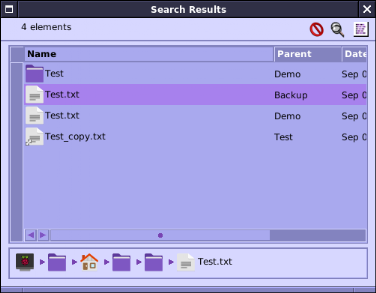 Search Results
4 elements
Name Parent Date
Test Demo Sep 0
Test.txt Backup Sep 0
Test.txt Demo Sep 0
Test_copy.txt Test Sep 0
Test.txt